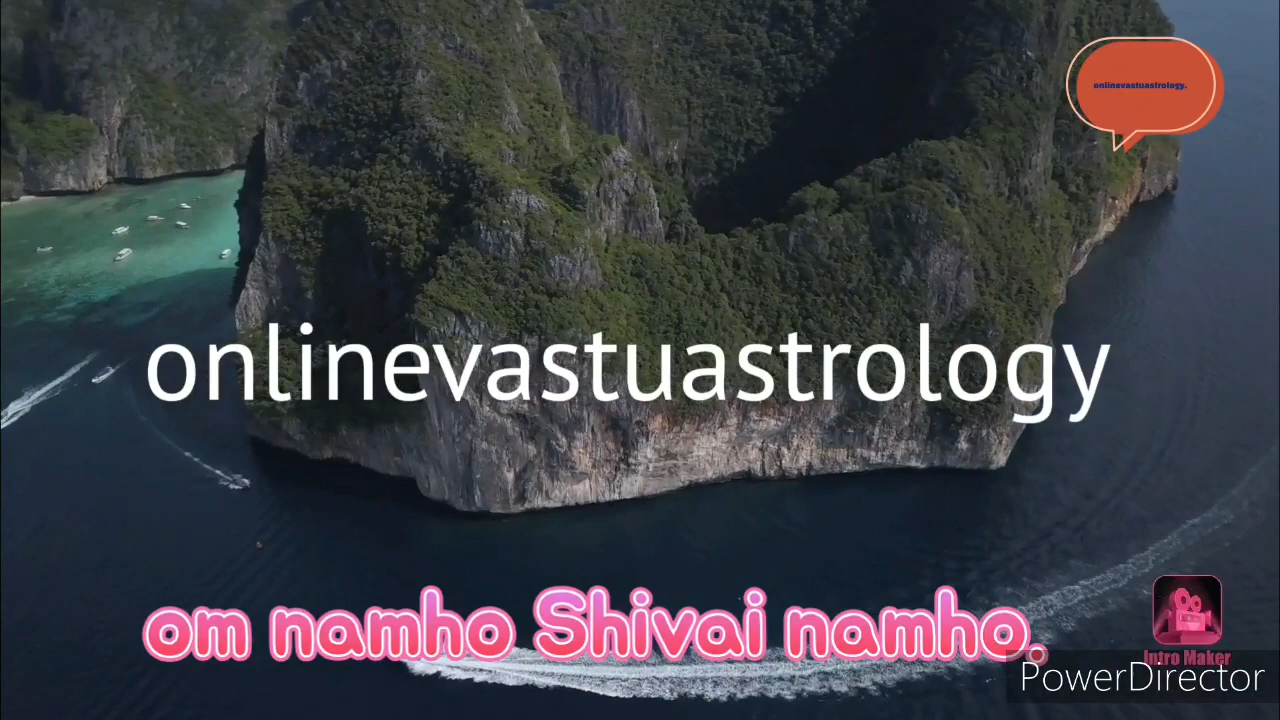 onlinevastuastrology.
onlinevastuastrology
om namho Shivai namho.
Intro Maker
PowerDirector